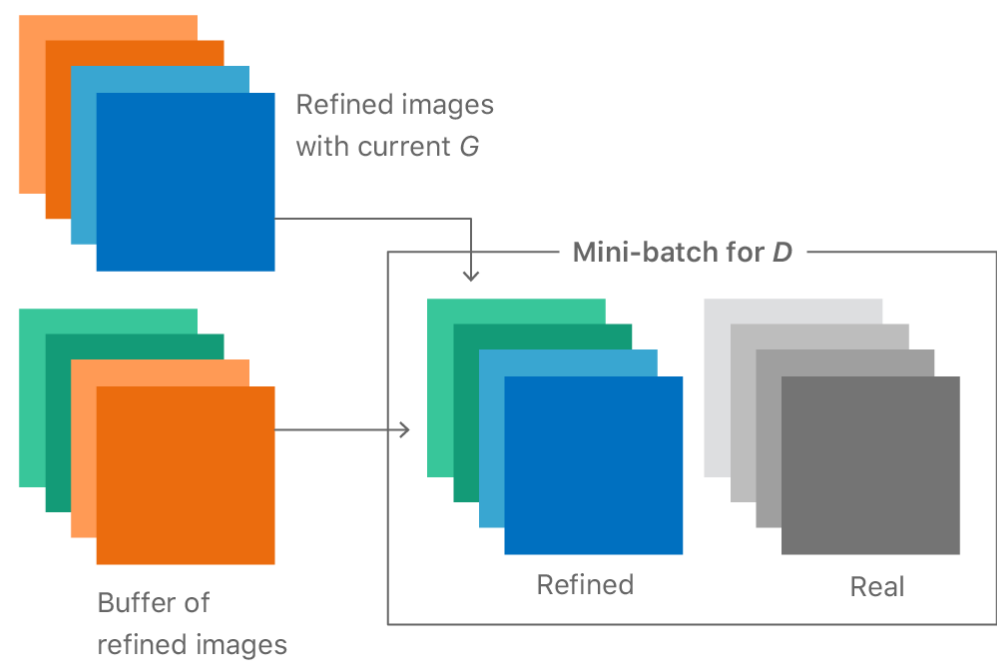 Refined images
with current G
Mini-batch for D
Refined
Real
Buffer of
refined images